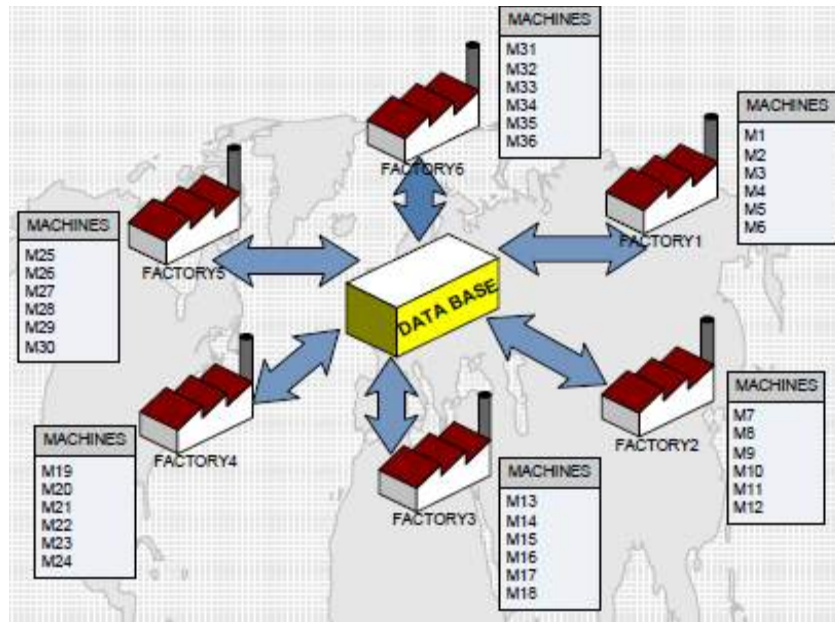 MACHINES
M31
M32
M33
M34
M35
M36
FACTORY6
MACHINES
M1
M2
M3
M4
M5
M6
FACTORY1
MACHINES
M25
M26
M27
M28
M29
M30
FACTORY5
DATA BASE
MACHINES
M7
M8
M9
M10
M11
M12
FACTORY2
MACHINES
M19
M20
M21
M22
M23
M24
FACTORY4
MACHINES
M13
M14
M15
M16
M17
M18
FACTORY3